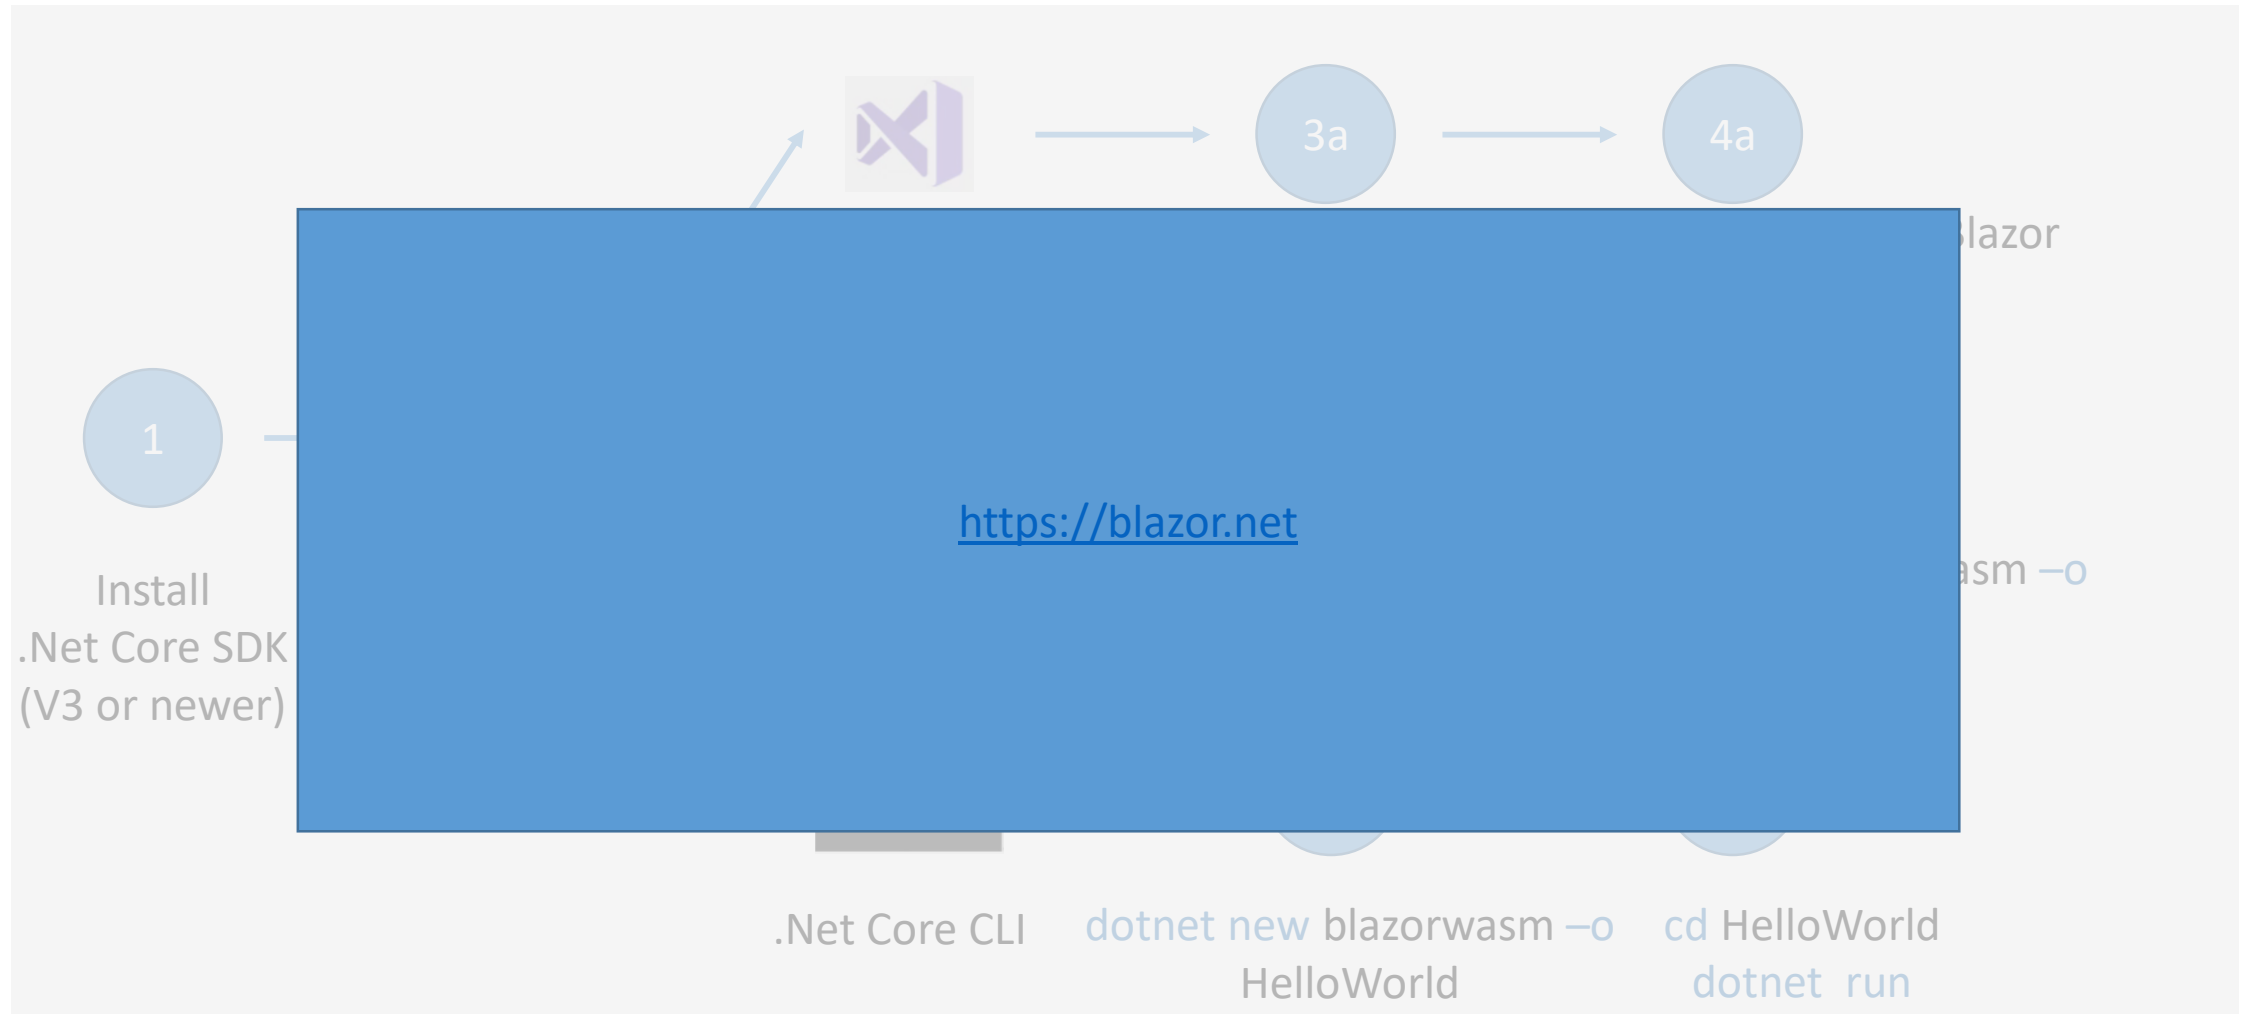 3a
4a
lazor
1
https://blazor.net
Install
.Net Core SDK
(V3 or newer)
asm –o
.Net Core CLI
dotnet new blazorwasm –o
HelloWorld
cd HelloWorld
dotnet run